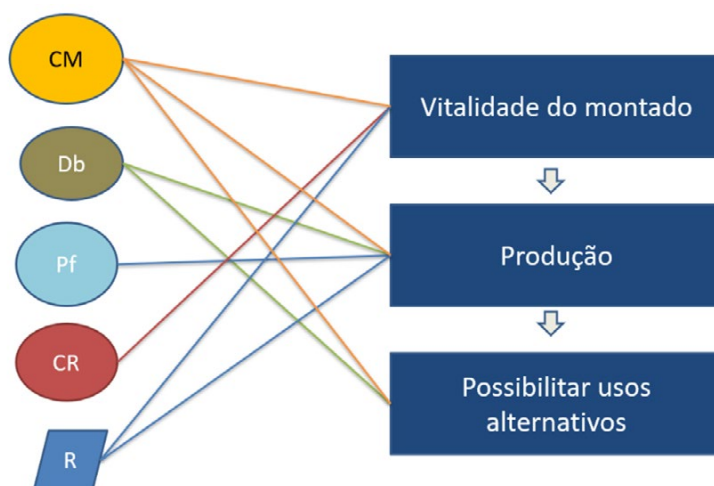 CM
Db
Pf
CR
R
Vitalidade do montado
Produção
Possibilitar usos
alternativos